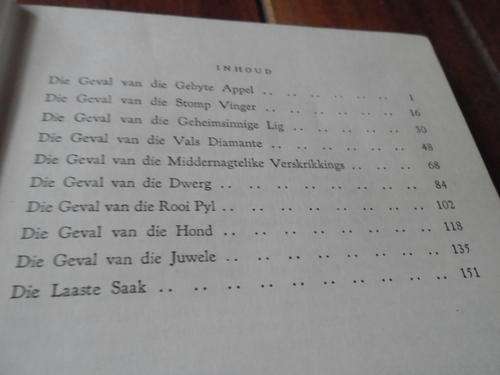 INHOUD
Die Geval van die Gebyte Appel .. .. .. .. .. 1
Die Geval van die Stomp Vinger .. .. .. .. .. 16
Die Geval van die Geheimsinnige Lig .. .. .. .. 30
Die Geval van die Vals Diamante .. .. .. .. .. 48
Die Geval van die Middernagtelike Verskrikkings .. .. .. 68
Die Geval van die Dwerg .. .. .. .. .. .. .. 84
Die Geval van die Rooi Pyl .. .. .. .. .. .. .. 102
Die Geval van die Hond .. .. .. .. .. .. .. 118
Die Geval van die Juwele .. .. .. .. .. .. .. 135
Die Laaste Saak .. .. .. .. .. .. .. .. .. 151